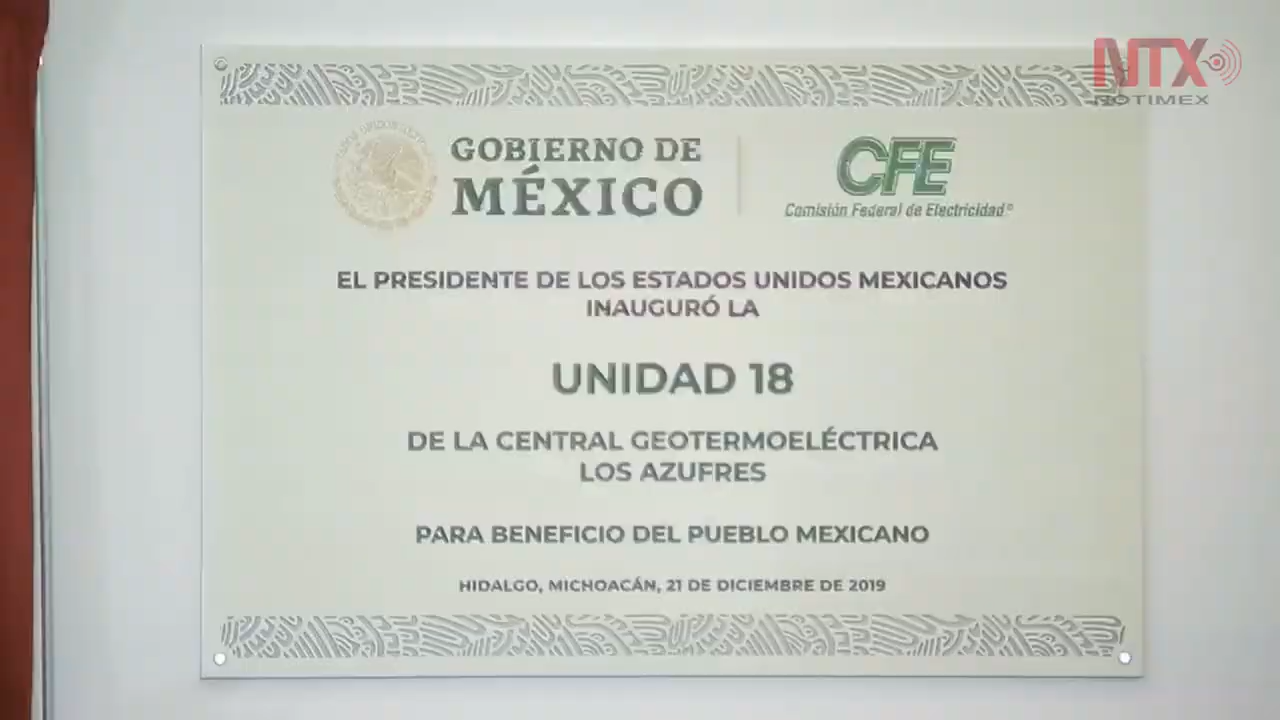 NTX
NOTIMEX
GOBIERNO DE
MÉXICO
CFE
Comisión Federal de Electricidad®
EL PRESIDENTE DE LOS ESTADOS UNIDOS MEXICANOS
INAUGURÓ LA
UNIDAD 18
DE LA CENTRAL GEOTERMOELÉCTRICA
LOS AZUFRES
PARA BENEFICIO DEL PUEBLO MEXICANO
HIDALGO, MICHOACÁN, 21 DE DICIEMBRE DE 2019